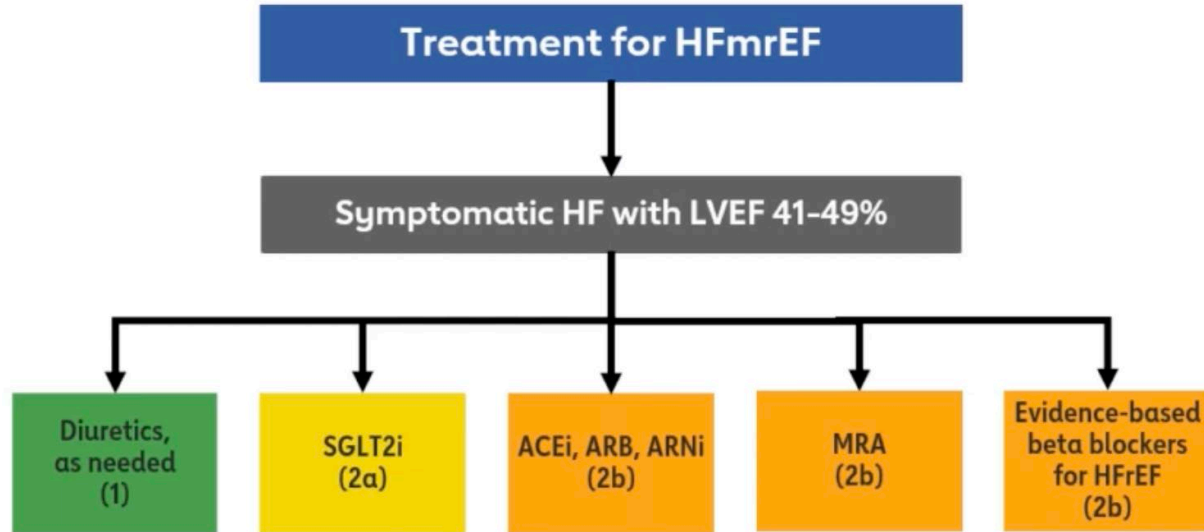 Treatment for HFmrEF
Symptomatic HF with LVEF 41-49%
Diuretics,
as needed
(1)
SGLT2i
(2a)
ACEi, ARB, ARNi
(2b)
MRA
(2b)
Evidence-based
beta blockers
for HFrEF
(2b)